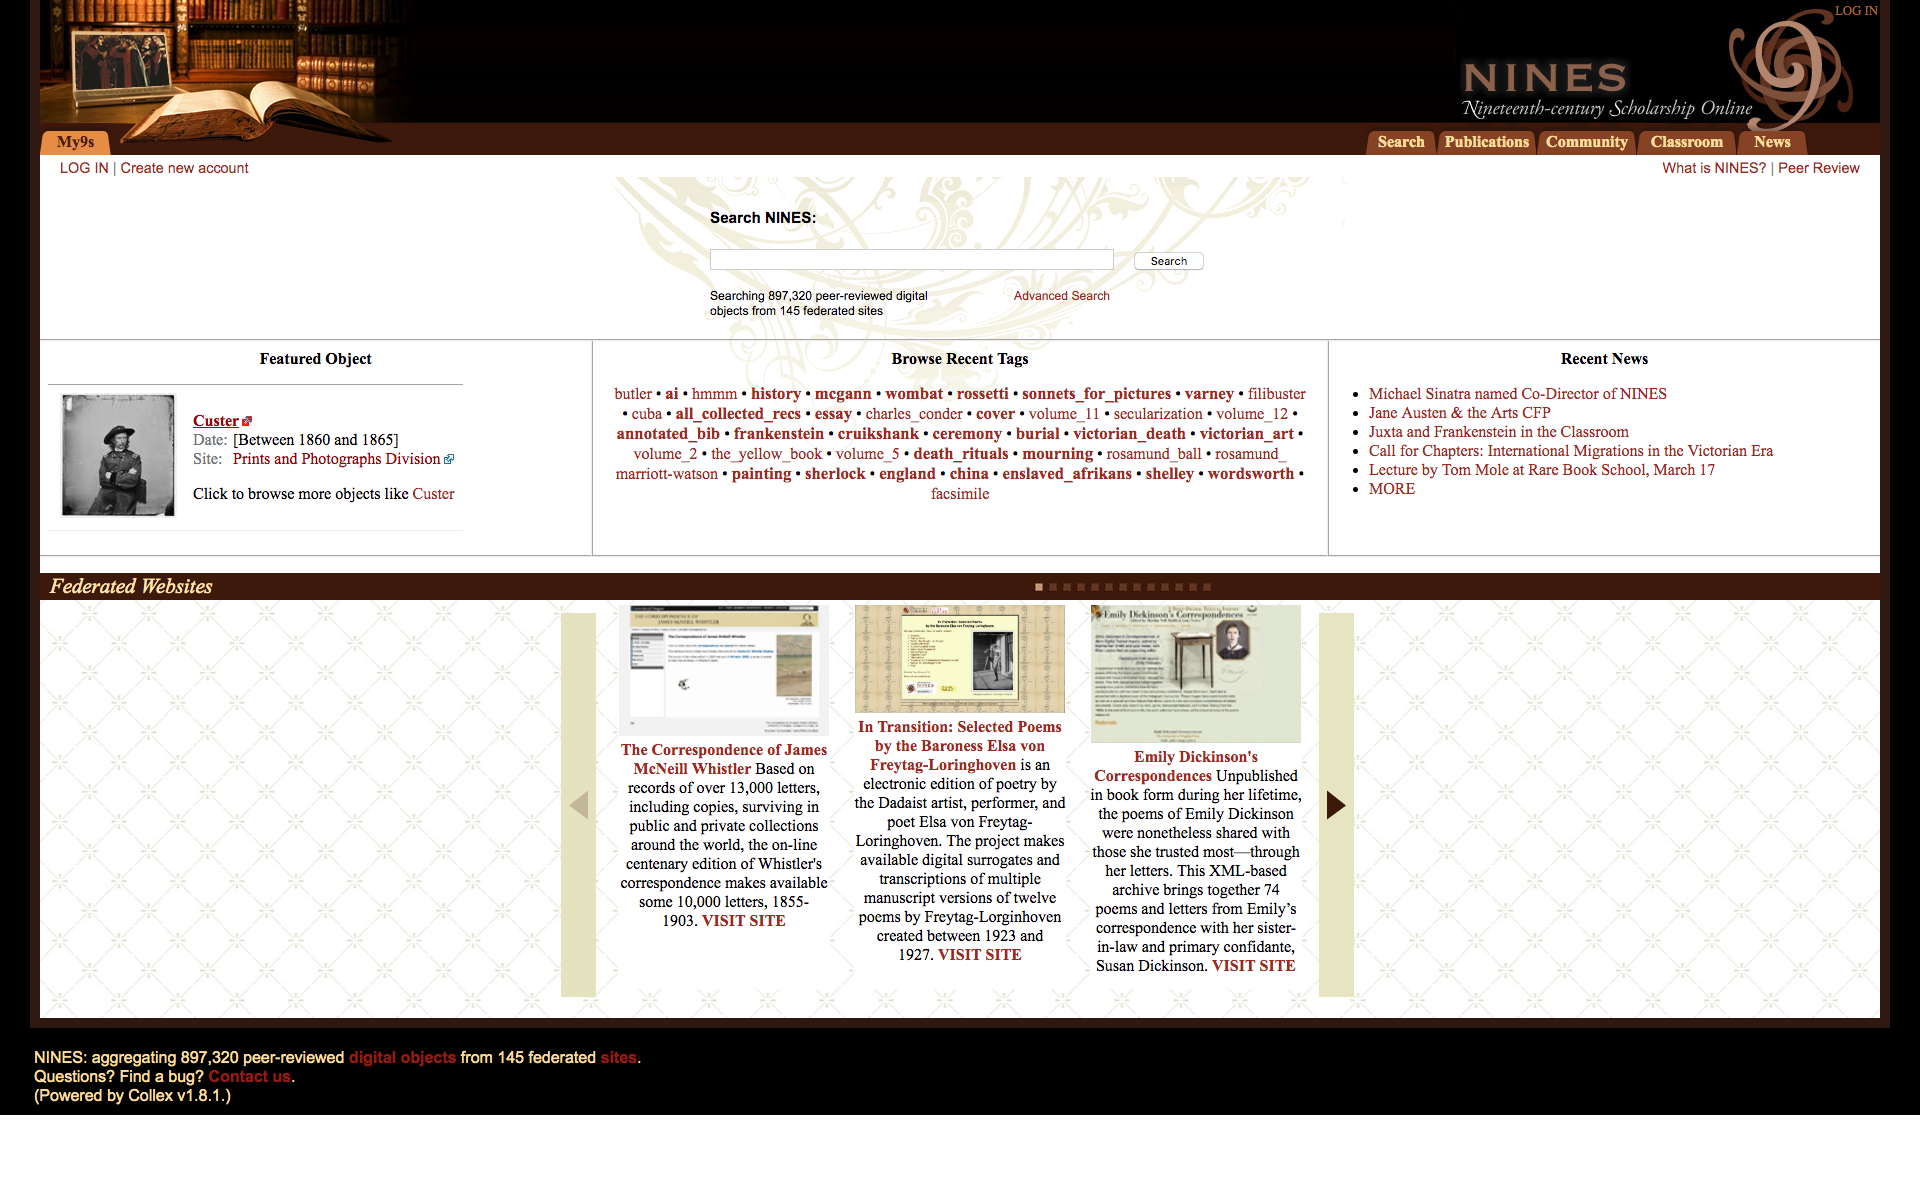 LOG IN
NINES
Nineteenth-century Scholarship Online
My9s
Search
Publications
Community
Classroom
News
LOG IN | Create new account
What is NINES? | Peer Review
Search NINES:
Search
Searching 897,320 peer-reviewed digital
objects from 145 federated sites
Advanced Search
Featured Object
Custer
Date: [Between 1860 and 1865]
Site: Prints and Photographs Division
Click to browse more objects like Custer
Browse Recent Tags
butler • ai • hmmm • history • mcgann • wombat • rossetti • sonnets_for_pictures • varney • filibuster
• cuba • all_collected_recs • essay • charles_conder • cover • volume_11 • secularization • volume_12 •
annotated_bib • frankenstein • cruikshank • ceremony • burial • victorian_death • victorian_art •
volume_2 • the_yellow_book • volume_5 • death_rituals • mourning • rosamund_ball • rosamund_
marriott-watson • painting • sherlock • england • china • enslaved_afrikans • shelley • wordsworth •
facsimile
Recent News
• Michael Sinatra named Co-Director of NINES
• Jane Austen & the Arts CFP
• Juxta and Frankenstein in the Classroom
• Call for Chapters: International Migrations in the Victorian Era
• Lecture by Tom Mole at Rare Book School, March 17
• MORE
Federated Websites
The Correspondence of James
McNeill Whistler Based on
records of over 13,000 letters,
including copies, surviving in
public and private collections
around the world, the on-line
centenary edition of Whistler's
correspondence makes available
some 10,000 letters, 1855-
1903. VISIT SITE
In Transition: Selected Poems
by the Baroness Elsa von
Freytag-Loringhoven
In Transition: Selected Poems
by the Baroness Elsa von
Freytag-Loringhoven is an
electronic edition of poetry by
the Dadaist artist, performer, and
poet Elsa von Freytag-
Loringhoven. The project makes
available digital surrogates and
transcriptions of multiple
manuscript versions of twelve
poems by Freytag-Lorginhoven
created between 1923 and
1927. VISIT SITE
Emily Dickinson's Correspondences
Emily Dickinson's
Correspondences Unpublished
in book form during her lifetime,
the poems of Emily Dickinson
were nonetheless shared with
those she trusted most—through
her letters. This XML-based
archive brings together 74
poems and letters from Emily’s
correspondence with her sister-
in-law and primary confidante,
Susan Dickinson. VISIT SITE
NINES: aggregating 897,320 peer-reviewed digital objects from 145 federated sites.
Questions? Find a bug? Contact us.
(Powered by Collex v1.8.1.)